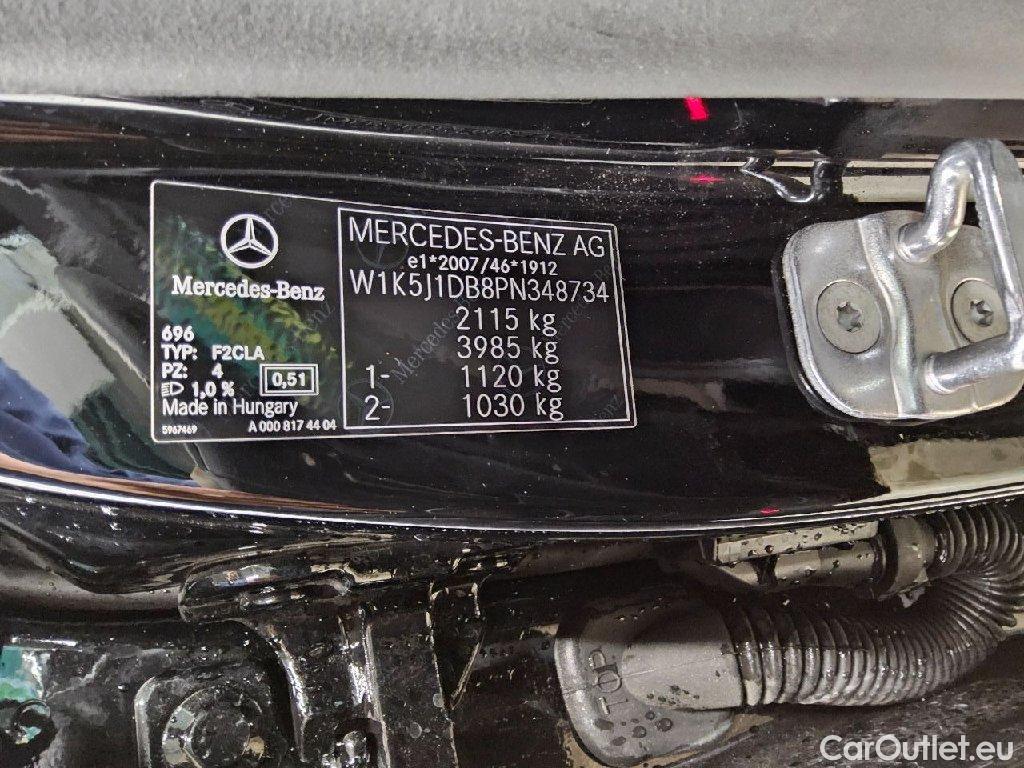 Mercedes-Benz
696
TYP: F2CLA
PZ: 4
1,0 % 0,51
Made in Hungary
5967469 A 000 817 44 04
MERCEDES-BENZ AG
e1*2007/46*1912
W1K5J1DB8PN348734
2115 kg
3985 kg
1- 1120 kg
2- 1030 kg
TOP
CarOutlet.eu